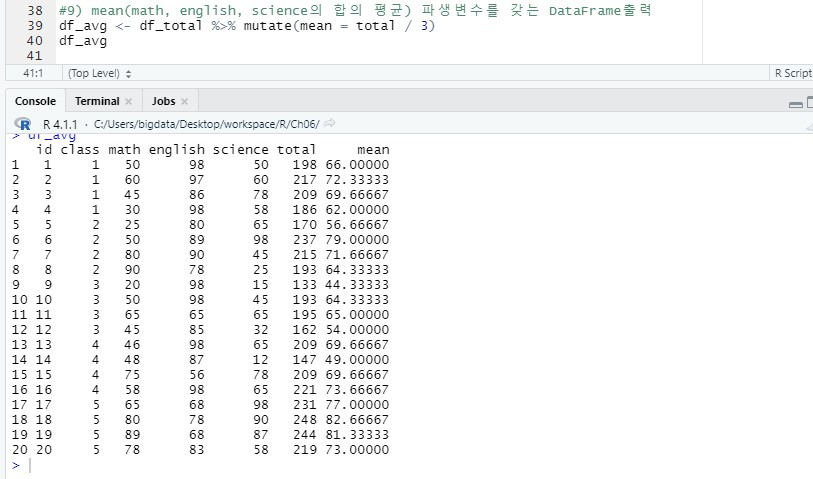 38 #9) mean(math, english, science의 합의 평균) 파생변수를 갖는 DataFrame출력
39 df_avg <- df_total %>% mutate(mean = total / 3)
40 df_avg
41
41:1 (Top Level) R Script
Console Terminal × Jobs ×
R 4.1.1 · C:/Users/bigdata/Desktop/workspace/R/Ch06/
> df_avg
id class math english science total mean
1 1 1 50 98 50 198 66.00000
2 2 1 60 97 60 217 72.33333
3 3 1 45 86 78 209 69.66667
4 4 1 30 98 58 186 62.00000
5 5 2 25 80 65 170 56.66667
6 6 2 50 89 98 237 79.00000
7 7 2 80 90 45 215 71.66667
8 8 2 90 78 25 193 64.33333
9 9 3 20 98 15 133 44.33333
10 10 3 50 98 45 193 64.33333
11 11 3 65 65 65 195 65.00000
12 12 3 45 85 32 162 54.00000
13 13 4 46 98 65 209 69.66667
14 14 4 48 87 12 147 49.00000
15 15 4 75 56 78 209 69.66667
16 16 4 58 98 65 221 73.66667
17 17 5 65 68 98 231 77.00000
18 18 5 80 78 90 248 82.66667
19 19 5 89 68 87 244 81.33333
20 20 5 78 83 58 219 73.00000
>